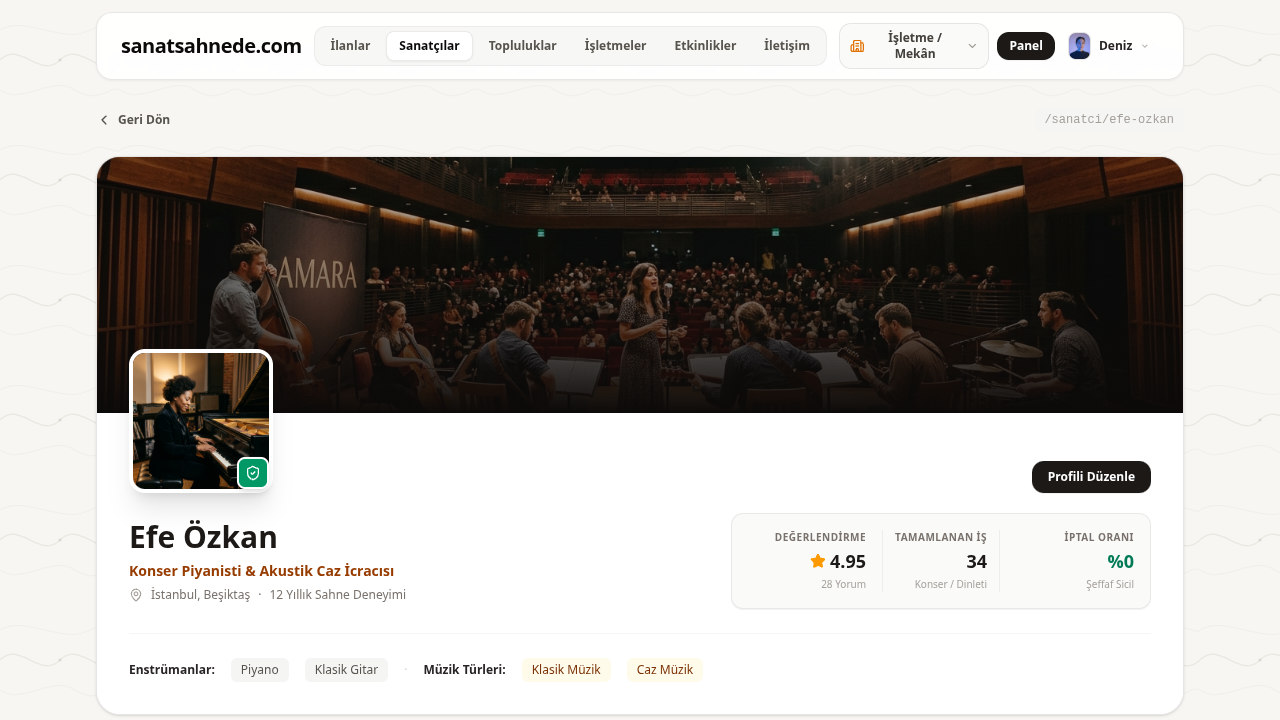 sanatsahnede.com
İlanlar
Sanatçılar
Topluluklar
İşletmeler
Etkinlikler
İletişim
İşletme /
Mekân
Panel
Deniz
Geri Dön
/sanatci/efe-ozkan
AMARA
Profili Düzenle
Efe Özkan
Konser Piyanisti & Akustik Caz İcracısı
İstanbul, Beşiktaş · 12 Yıllık Sahne Deneyimi
DEĞERLENDİRME
4.95
28 Yorum
TAMAMLANAN İŞ
34
Konser / Dinleti
İPTAL ORANI
%0
Şeffaf Sicil
Enstrümanlar: Piyano Klasik Gitar · Müzik Türleri: Klasik Müzik Caz Müzik